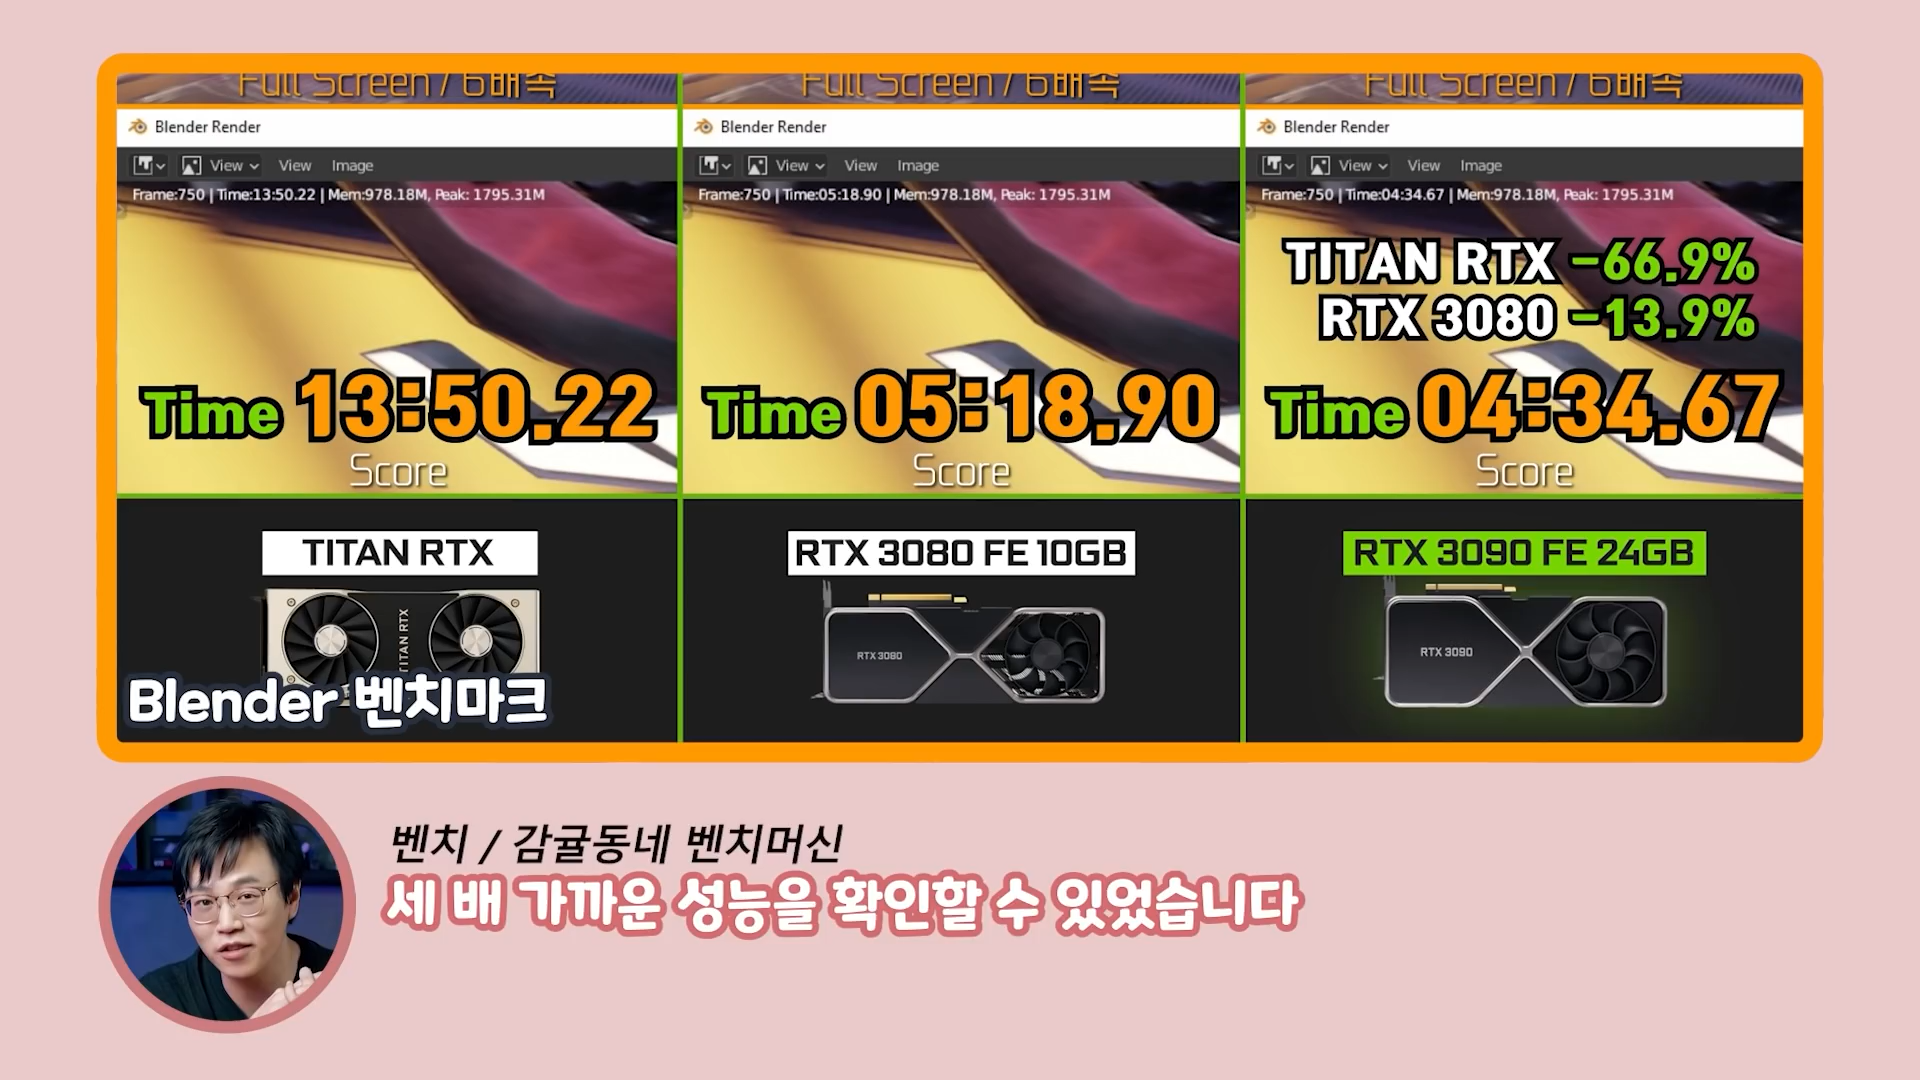 Full Screen / 6배속
Full Screen / 6배속
Full Screen / 6배속
Blender Render
Blender Render
Blender Render
View View Image
View View Image
View View Image
Frame:750 | Time:13:50.22 | Mem:978.18M, Peak: 1795.31M
Frame:750 | Time:05:18.90 | Mem:978.18M, Peak: 1795.31M
Frame:750 | Time:04:34.67 | Mem:978.18M, Peak: 1795.31M
TITAN RTX -66.9%
RTX 3080 -13.9%
Time 13:50.22
Time 05:18.90
Time 04:34.67
Score
Score
Score
TITAN RTX
RTX 3080 FE 10GB
RTX 3090 FE 24GB
TITAN RTX
RTX 3080
RTX 3090
Blender 벤치마크
벤치 / 감귤동네 벤치머신
세 배 가까운 성능을 확인할 수 있었습니다